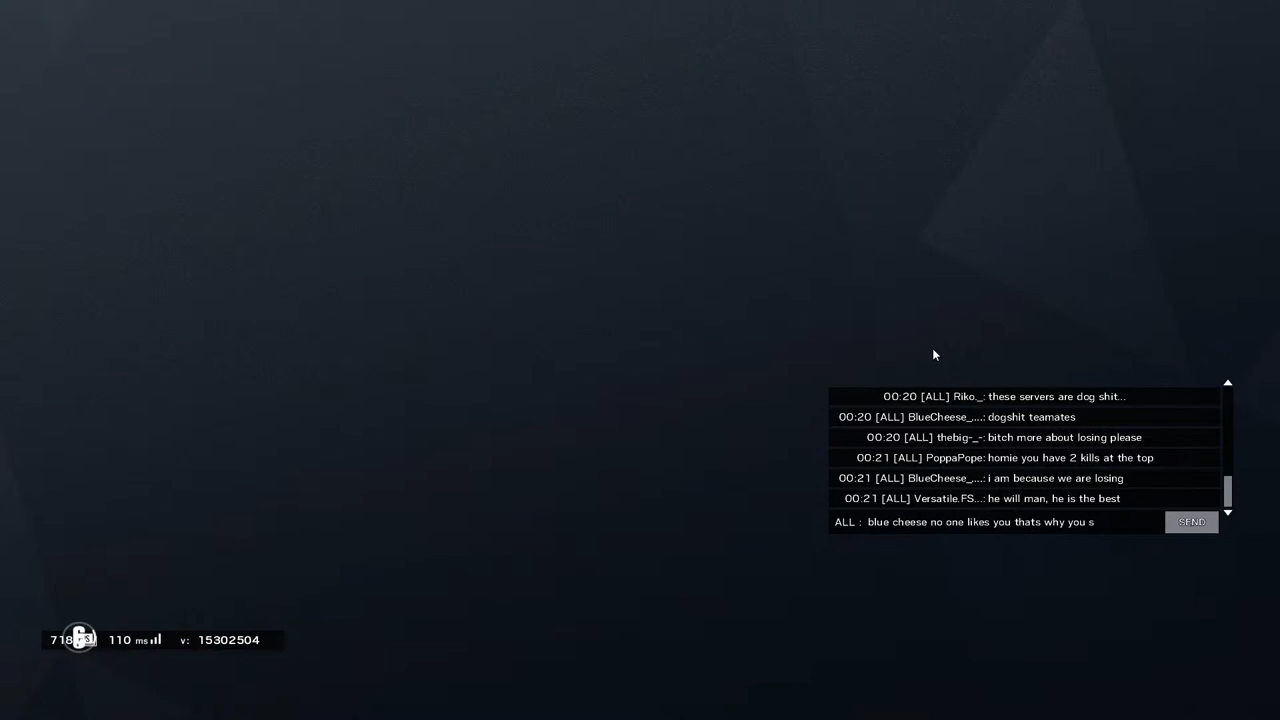 00:20 [ALL] Riko._: these servers are dog shit...
00:20 [ALL] BlueCheese_....: dogshit teamates
00:20 [ALL] thebig-_-: bitch more about losing please
00:21 [ALL] PoppaPope: homie you have 2 kills at the top
00:21 [ALL] BlueCheese_....: i am because we are losing
00:21 [ALL] Versatile.FS...: he will man, he is the best
ALL : blue cheese no one likes you thats why you s SEND
110 ms v: 15302504